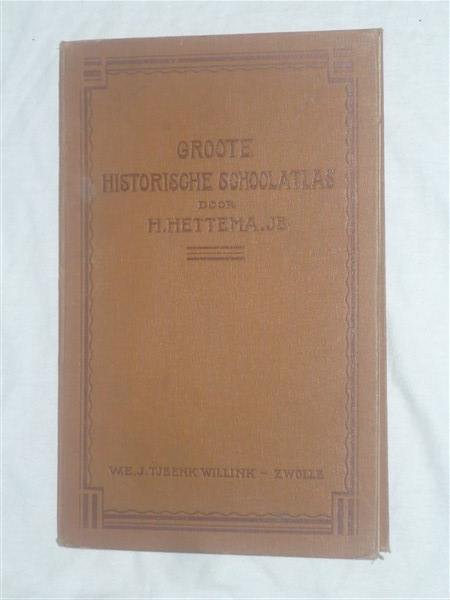 GROOTE
HISTORISCHE SCHOOLATLAS
DOOR
H. HETTEMA. JR
W.E.J. TJEENK WILLINK - ZWOLLE